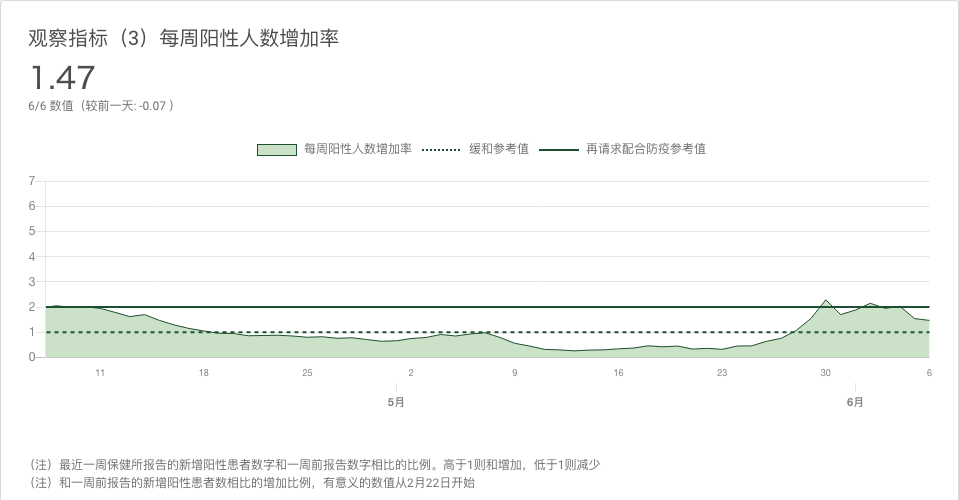 观察指标（3）每周阳性人数增加率
1.47
6/6 数值（较前一天: -0.07 ）
每周阳性人数增加率 缓和参考值 再请求配合防疫参考值
7
6
5
4
3
2
1
0
11 18 25 2 9 16 23 30 6
5月 6月
（注）最近一周保健所报告的新增阳性患者数字和一周前报告数字相比的比例。高于1则和增加，低于1则减少
（注）和一周前报告的新增阳性患者数相比的增加比例，有意义的数值从2月22日开始